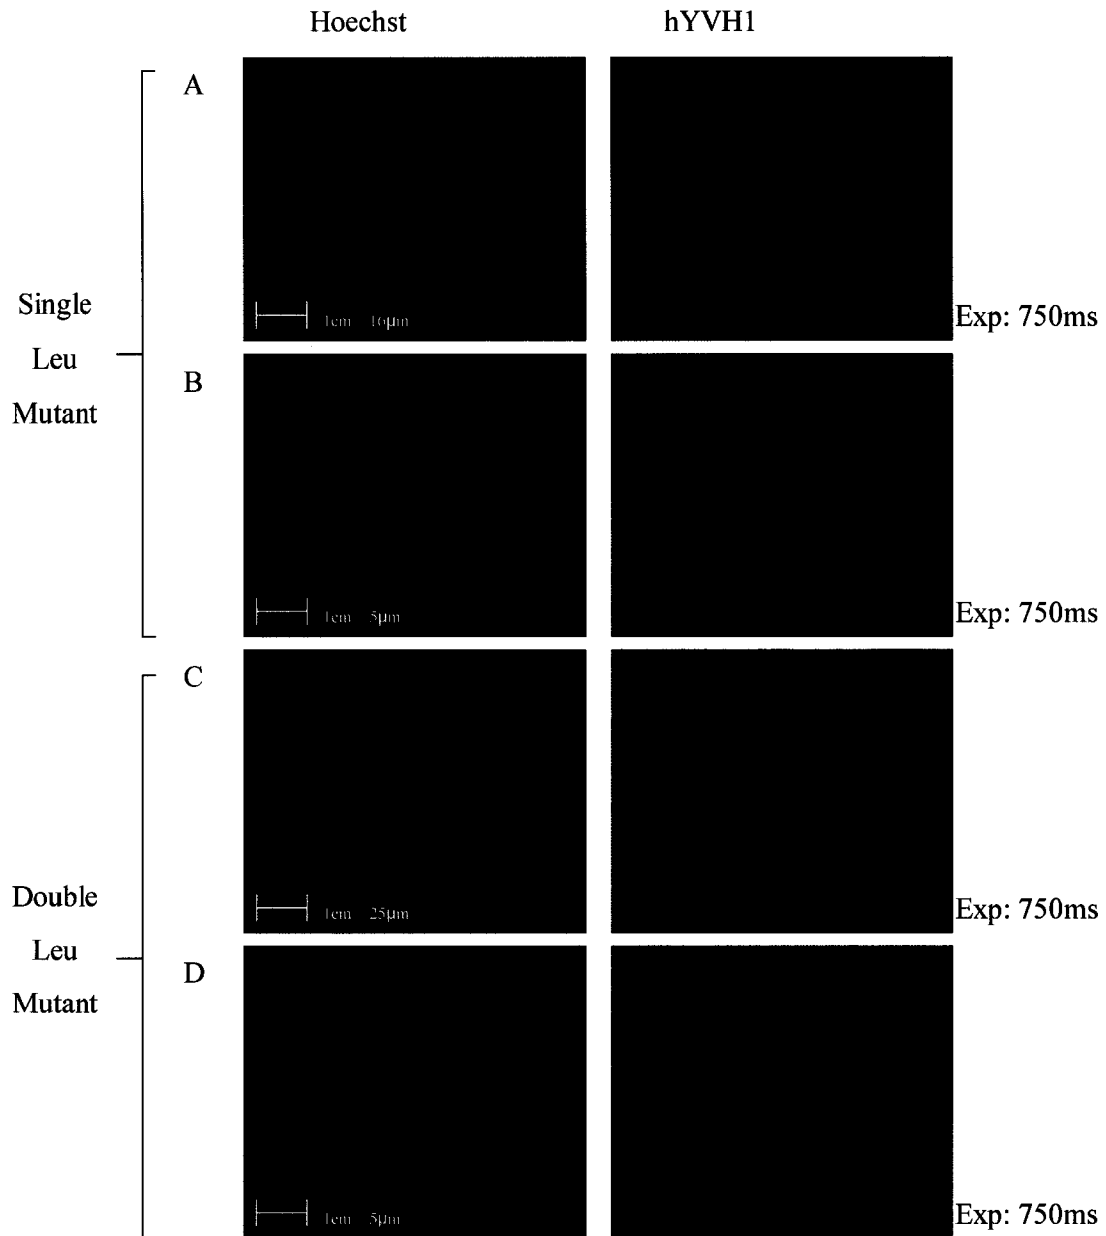 Hoechst hYVH1
A
1cm 16µm
Exp: 750ms
Single
Leu
Mutant
B
1cm 5µm
Exp: 750ms
C
1cm 25µm
Exp: 750ms
Double
Leu
Mutant
D
1cm 5µm
Exp: 750ms